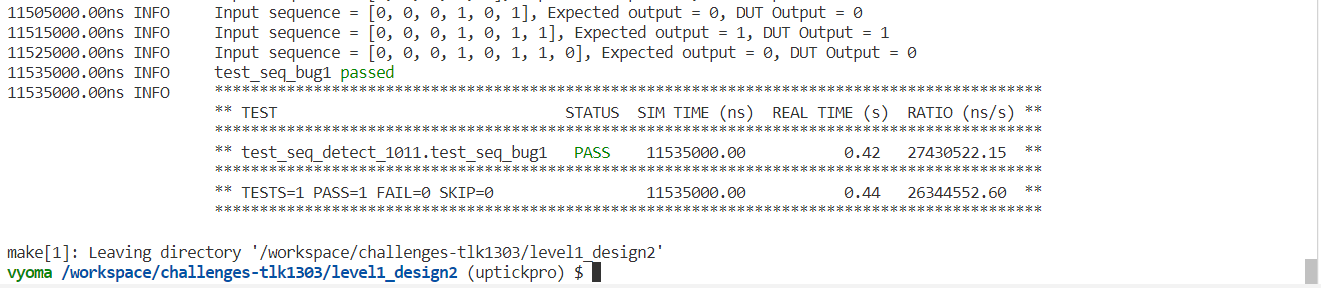 11505000.00ns INFO     Input sequence = [0, 0, 0, 1, 0, 1], Expected output = 0, DUT Output = 0
11515000.00ns INFO     Input sequence = [0, 0, 0, 1, 0, 1, 1], Expected output = 1, DUT Output = 1
11525000.00ns INFO     Input sequence = [0, 0, 0, 1, 0, 1, 1, 0], Expected output = 0, DUT Output = 0
11535000.00ns INFO     test_seq_bug1 passed
11535000.00ns INFO     ********************************************************************************************
                       ** TEST                                STATUS  SIM TIME (ns)  REAL TIME (s)  RATIO (ns/s) **
                       ********************************************************************************************
                       ** test_seq_detect_1011.test_seq_bug1   PASS    11535000.00           0.42   27430522.15  **
                       ********************************************************************************************
                       ** TESTS=1 PASS=1 FAIL=0 SKIP=0                 11535000.00           0.44   26344552.60  **
                       ********************************************************************************************
make[1]: Leaving directory '/workspace/challenges-tlk1303/level1_design2'
vyoma /workspace/challenges-tlk1303/level1_design2 (uptickpro) $